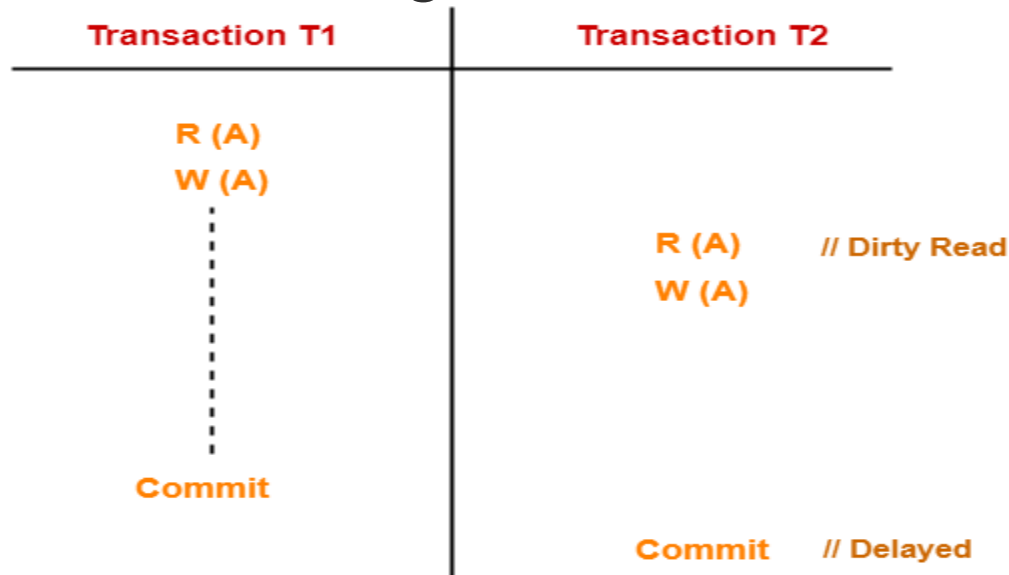 Transaction T1 Transaction T2
R (A)
W (A)
R (A) // Dirty Read
W (A)
Commit
Commit // Delayed